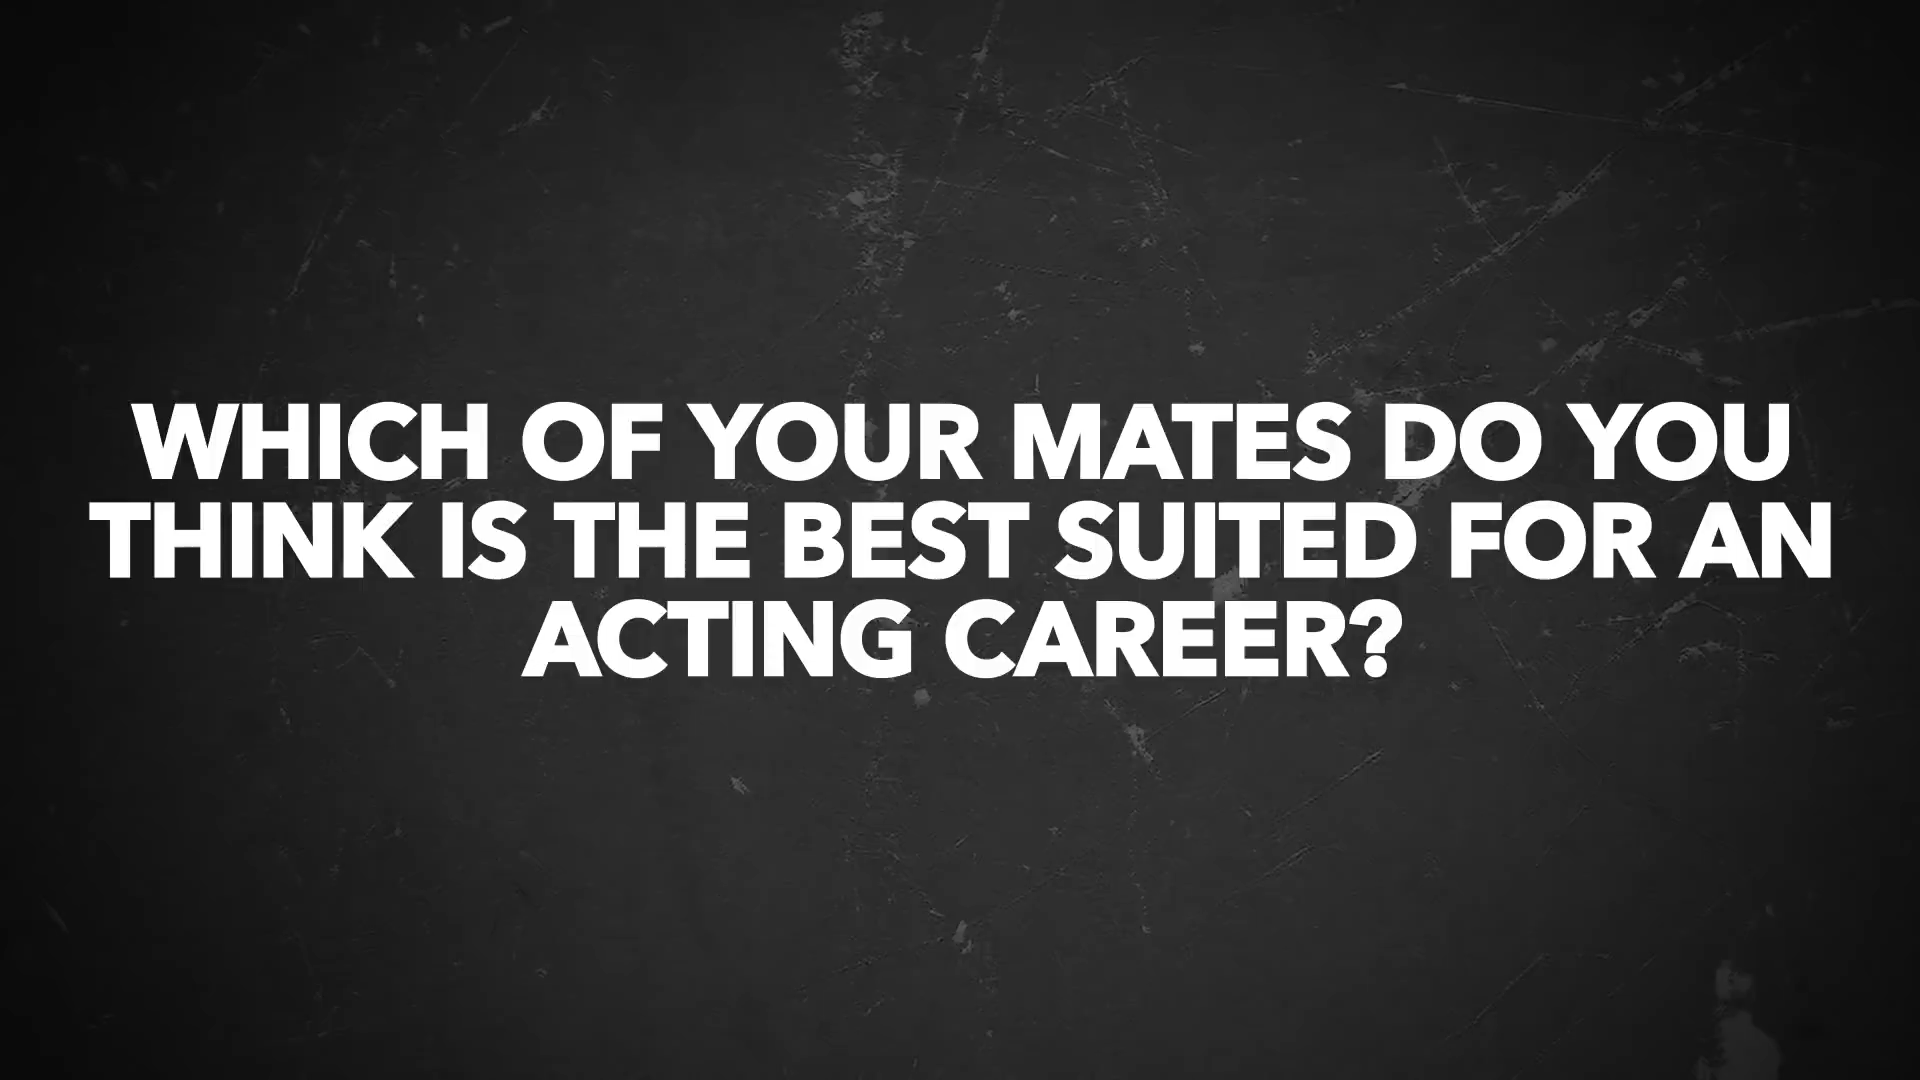 WHICH OF YOUR MATES DO YOU
THINK IS THE BEST SUITED FOR AN
ACTING CAREER?